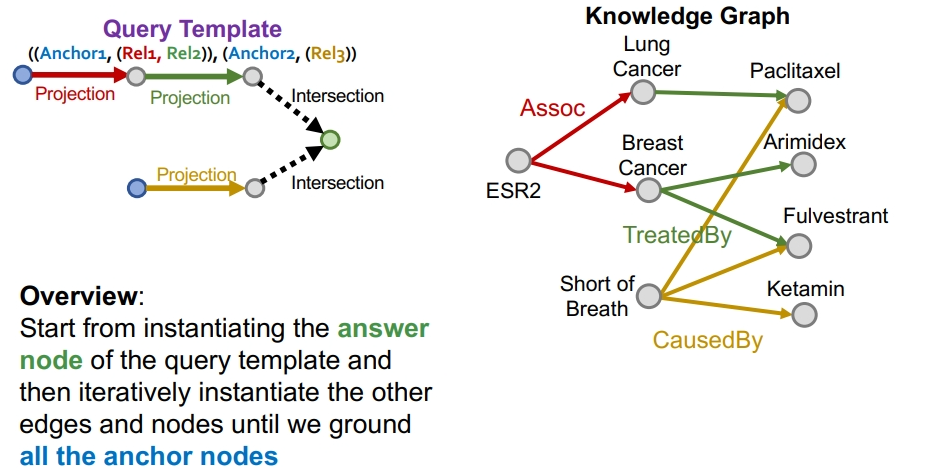 Query Template
((Anchor1, (Rel1, Rel2)), (Anchor2, (Rel3))
Projection
Projection
Intersection
Projection
Intersection
Overview:
Start from instantiating the answer
node of the query template and
then iteratively instantiate the other
edges and nodes until we ground
all the anchor nodes
Knowledge Graph
Lung
Cancer
Paclitaxel
Assoc
Arimidex
Breast
Cancer
ESR2
Fulvestrant
TreatedBy
Short of
Breath
Ketamin
CausedBy